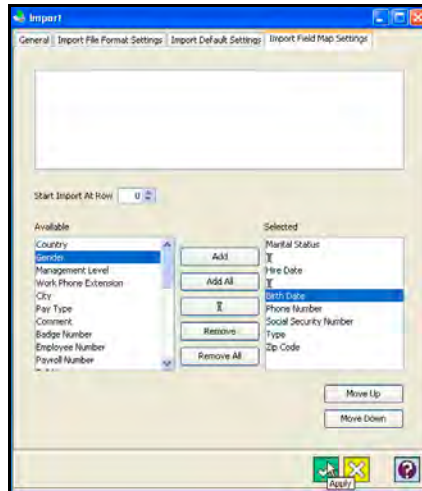 Import
General Import File Format Settings Import Default Settings Import Field Map Settings
Start Import At Row 0
Available
Country
Gender
Management Level
Work Phone Extension
City
Pay Type
Comment
Badge Number
Employee Number
Payroll Number
Add
Add All
Remove
Remove All
Selected
Marital Status
Hire Date
Birth Date
Phone Number
Social Security Number
Type
Zip Code
Move Up
Move Down
Apply